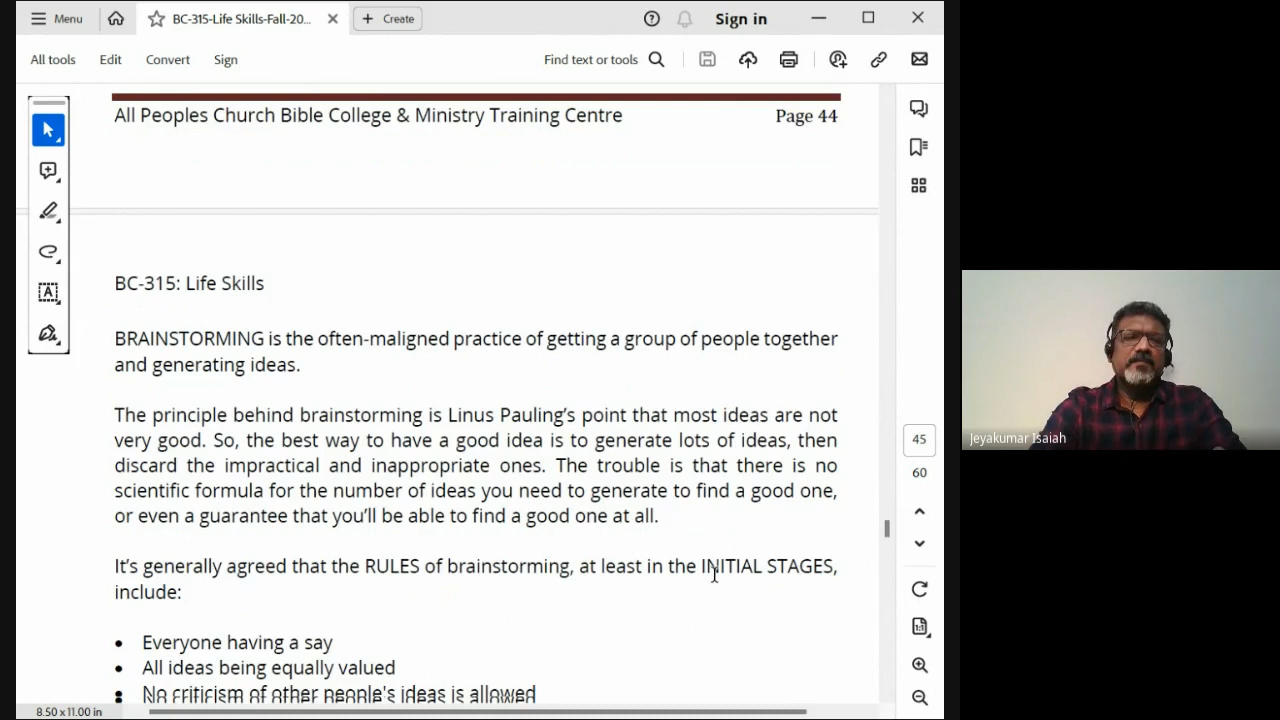 Menu
BC-315-Life Skills-Fall-20...
Create
Sign in
All tools
Edit
Convert
Sign
Find text or tools
All Peoples Church Bible College & Ministry Training Centre
Page 44
BC-315: Life Skills
BRAINSTORMING is the often-maligned practice of getting a group of people together
and generating ideas.
The principle behind brainstorming is Linus Pauling's point that most ideas are not
very good. So, the best way to have a good idea is to generate lots of ideas, then
discard the impractical and inappropriate ones. The trouble is that there is no
scientific formula for the number of ideas you need to generate to find a good one,
or even a guarantee that you'll be able to find a good one at all.
It's generally agreed that the RULES of brainstorming, at least in the INITIAL STAGES,
include:
• Everyone having a say
• All ideas being equally valued
• No criticism of other people's ideas is allowed
45
60
8.50 x 11.00 in
Jeyakumar Isaiah